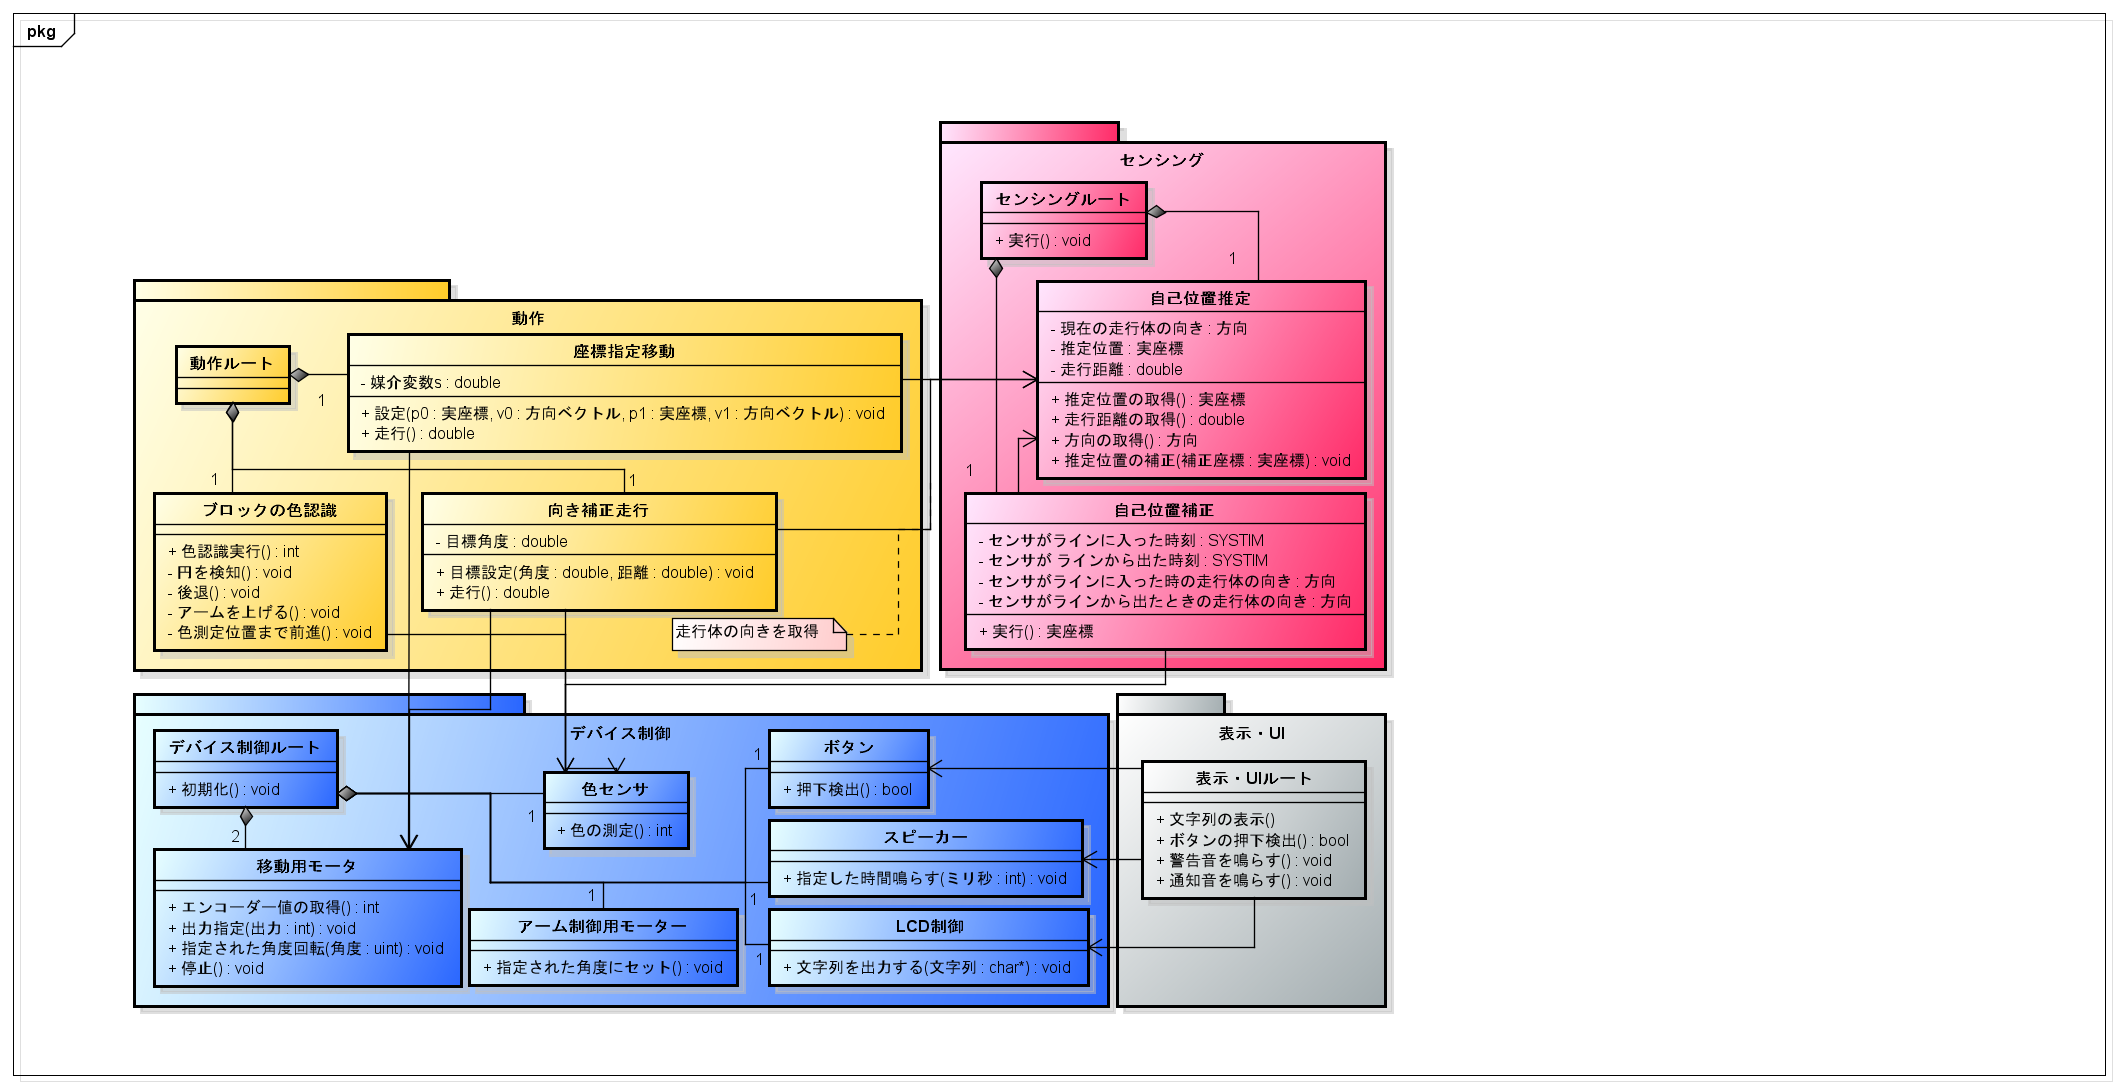 pkg
センシング
センシングルート
+ 実行() : void
1
自己位置推定
- 現在の走行体の向き : 方向
- 推定位置 : 実座標
- 走行距離 : double
+ 推定位置の取得() : 実座標
+ 走行距離の取得() : double
+ 方向の取得() : 方向
+ 推定位置の補正(補正座標 : 実座標) : void
1
自己位置補正
- センサがラインに入った時刻 : SYSTIM
- センサが ラインから出た時刻 : SYSTIM
- センサがラインに入った時の走行体の向き : 方向
- センサがラインから出たときの走行体の向き : 方向
+ 実行() : 実座標
動作
動作ルート
1
座標指定移動
- 媒介変数s : double
+ 設定(p0 : 実座標, v0 : 方向ベクトル, p1 : 実座標, v1 : 方向ベクトル) : void
+ 走行() : double
1
1
ブロックの色認識
+ 色認識実行() : int
- 円を検知() : void
- 後退() : void
- アームを上げる() : void
- 色測定位置まで前進() : void
向き補正走行
- 目標角度 : double
+ 目標設定(角度 : double, 距離 : double) : void
+ 走行() : double
走行体の向きを取得
デバイス制御
デバイス制御ルート
+ 初期化() : void
2
移動用モータ
+ エンコーダー値の取得() : int
+ 出力指定(出力 : int) : void
+ 指定された角度回転(角度 : uint) : void
+ 停止() : void
1
色センサ
+ 色の測定() : int
1
アーム制御用モーター
+ 指定された角度にセット() : void
1
ボタン
+ 押下検出() : bool
スピーカー
+ 指定した時間鳴らす(ミリ秒 : int) : void
1
LCD制御
+ 文字列を出力する(文字列 : char*) : void
1
表示・UI
表示・UIルート
+ 文字列の表示()
+ ボタンの押下検出() : bool
+ 警告音を鳴らす() : void
+ 通知音を鳴らす() : void